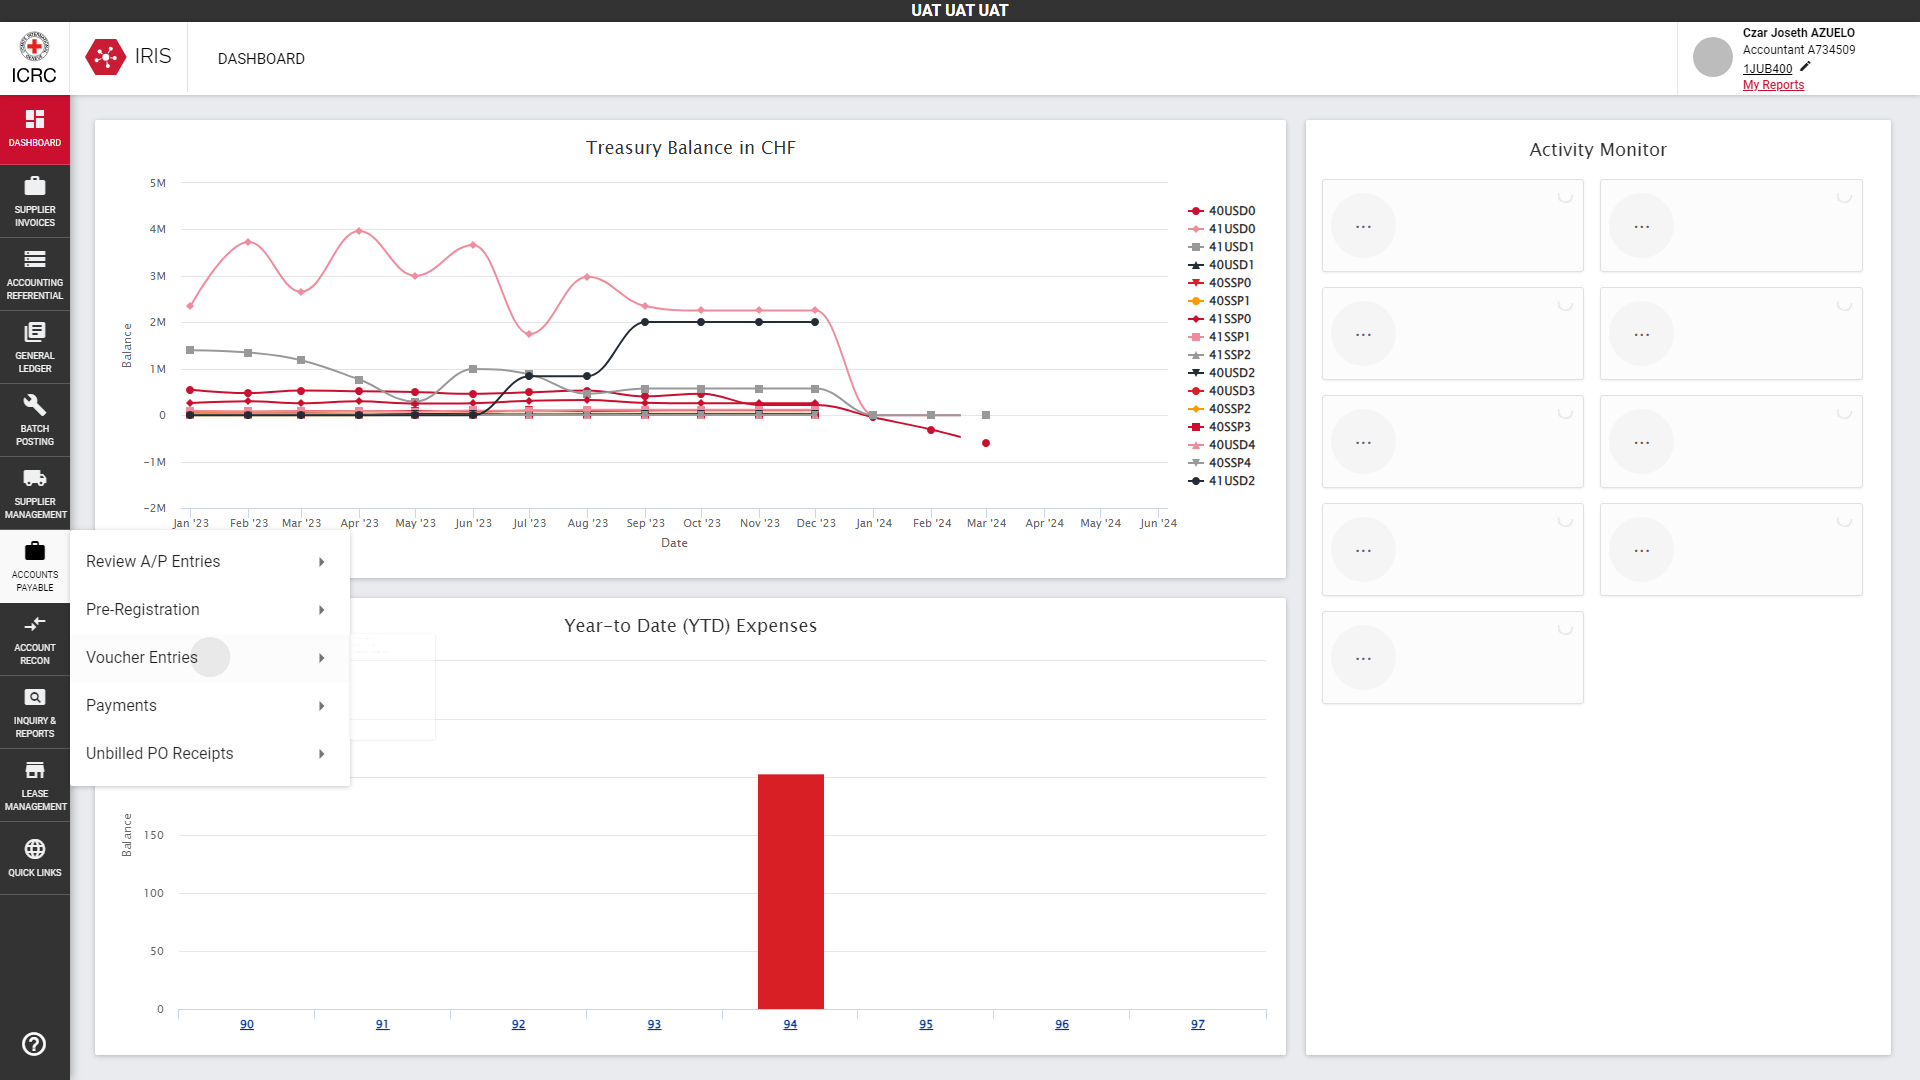 UAT UAT UAT
ICRC
IRIS
DASHBOARD
Czar Joseth AZUELO
Accountant A734509
1JUB400
My Reports
DASHBOARD
SUPPLIER
INVOICES
ACCOUNTING
REFERENTIAL
GENERAL
LEDGER
BATCH
POSTING
SUPPLIER
MANAGEMENT
ACCOUNTS
PAYABLE
ACCOUNT
RECON
INQUIRY &
REPORTS
LEASE
MANAGEMENT
QUICK LINKS
Review A/P Entries
Pre-Registration
Voucher Entries
Payments
Unbilled PO Receipts
Treasury Balance in CHF
Balance
5M
4M
3M
2M
1M
0
-1M
-2M
Jan '23 Feb '23 Mar '23 Apr '23 May '23 Jun '23 Jul '23 Aug '23 Sep '23 Oct '23 Nov '23 Dec '23 Jan '24 Feb '24 Mar '24 Apr '24 May '24 Jun '24
Date
40USD0
41USD0
41USD1
40USD1
40SSP0
40SSP1
41SSP0
41SSP1
41SSP2
40USD2
40USD3
40SSP2
40SSP3
40USD4
40SSP4
41USD2
Year-to Date (YTD) Expenses
Balance
150
100
50
0
90 91 92 93 94 95 96 97
Activity Monitor
... ...
... ...
... ...
... ...
...